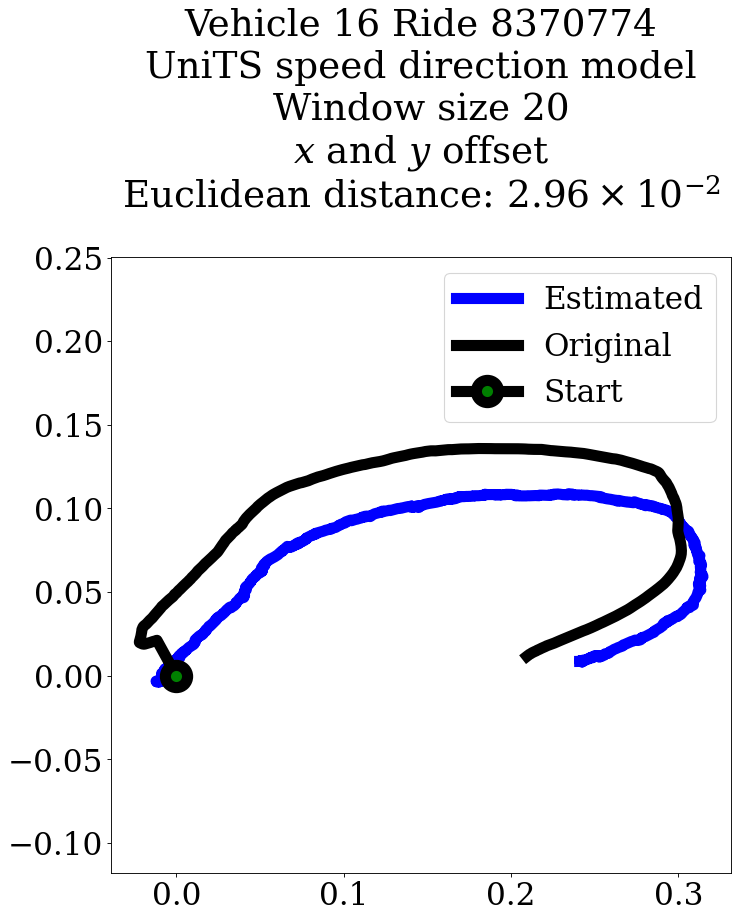 Vehicle 16 Ride 8370774
UniTS speed direction model
Window size 20
x and y offset
Euclidean distance: 2.96 × 10⁻²
0.25
0.20
0.15
0.10
0.05
0.00
−0.05
−0.10
Estimated
Original
Start
0.0 0.1 0.2 0.3